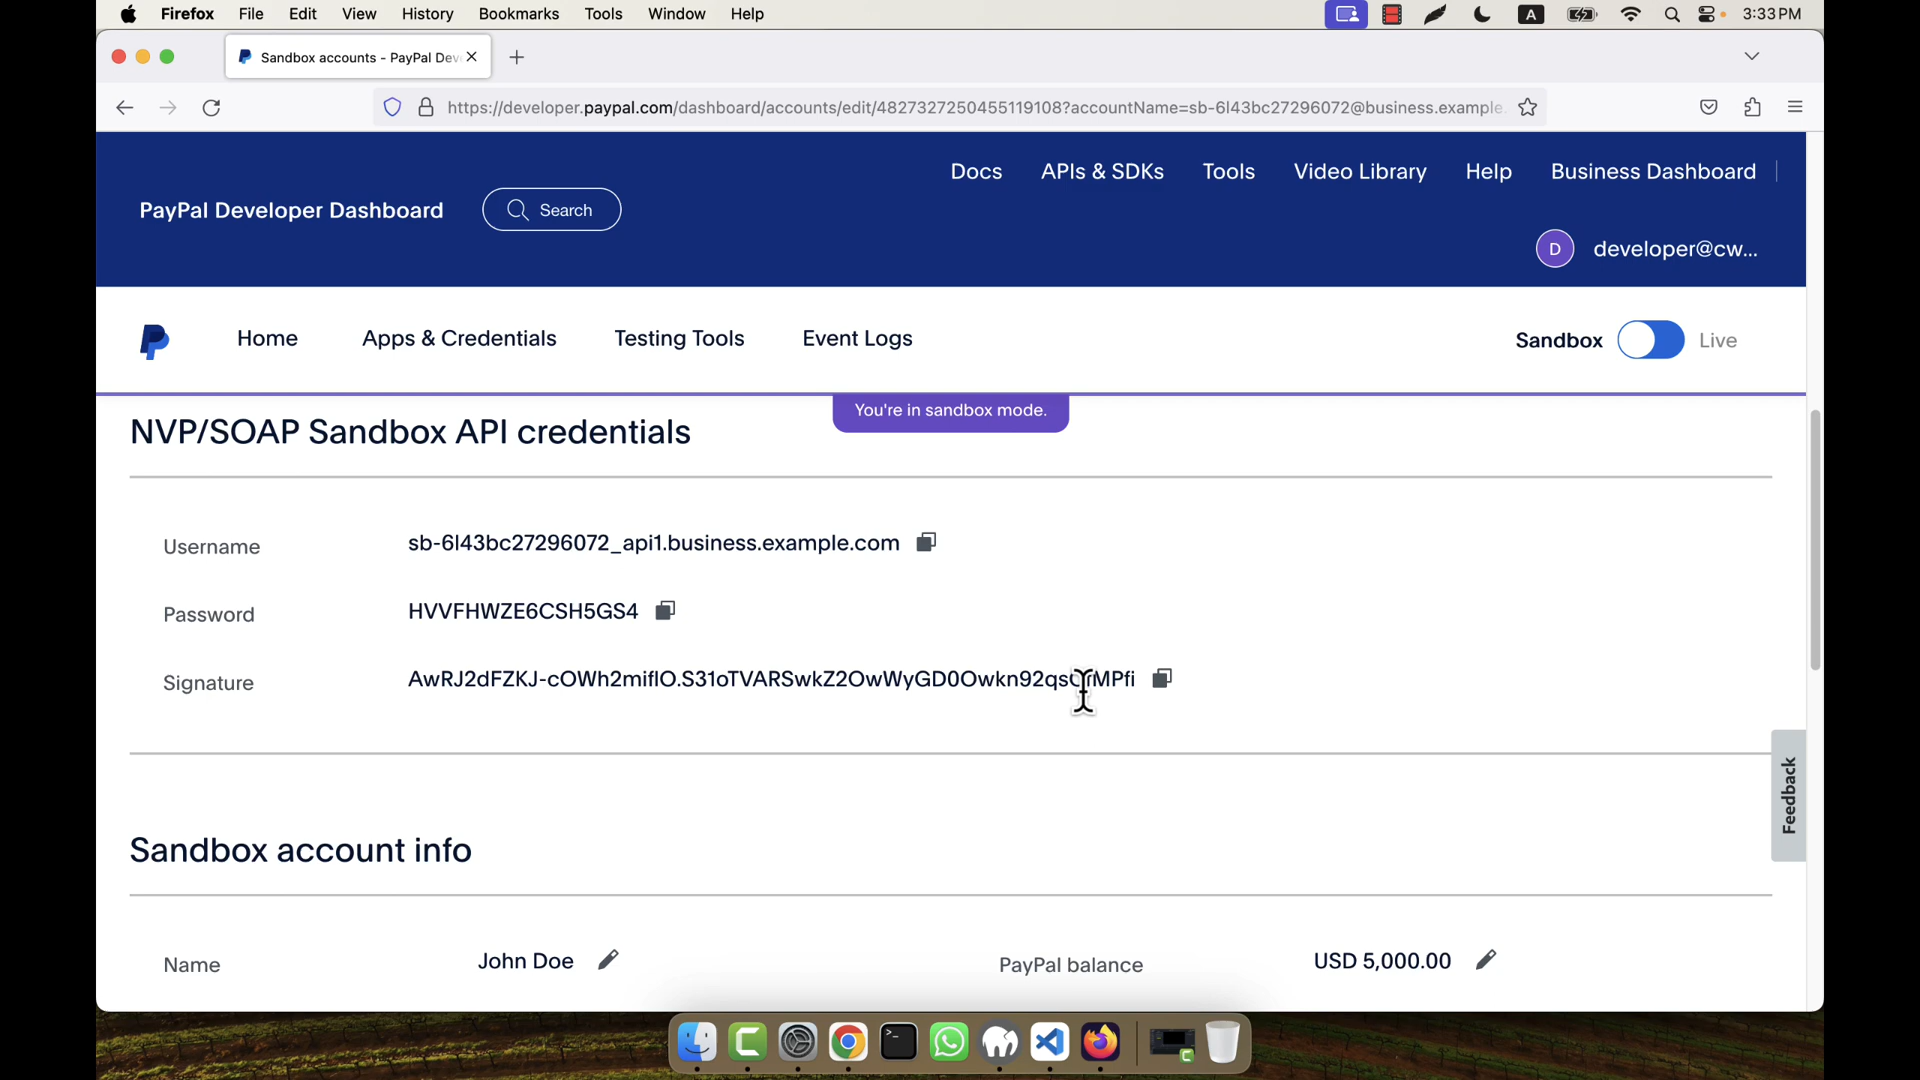 Firefox File Edit View History Bookmarks Tools Window Help A 3:33 PM
Sandbox accounts - PayPal Dev
https://developer.paypal.com/dashboard/accounts/edit/4827327250455119108?accountName=sb-6l43bc27296072@business.example.
Docs APIs & SDKs Tools Video Library Help Business Dashboard
PayPal Developer Dashboard Search
D developer@cw...
Home Apps & Credentials Testing Tools Event Logs Sandbox Live
You're in sandbox mode.
NVP/SOAP Sandbox API credentials
Username sb-6l43bc27296072_api1.business.example.com
Password HVVFHWZE6CSH5GS4
Signature
Feedback
Sandbox account info
Name John Doe PayPal balance USD 5,000.00